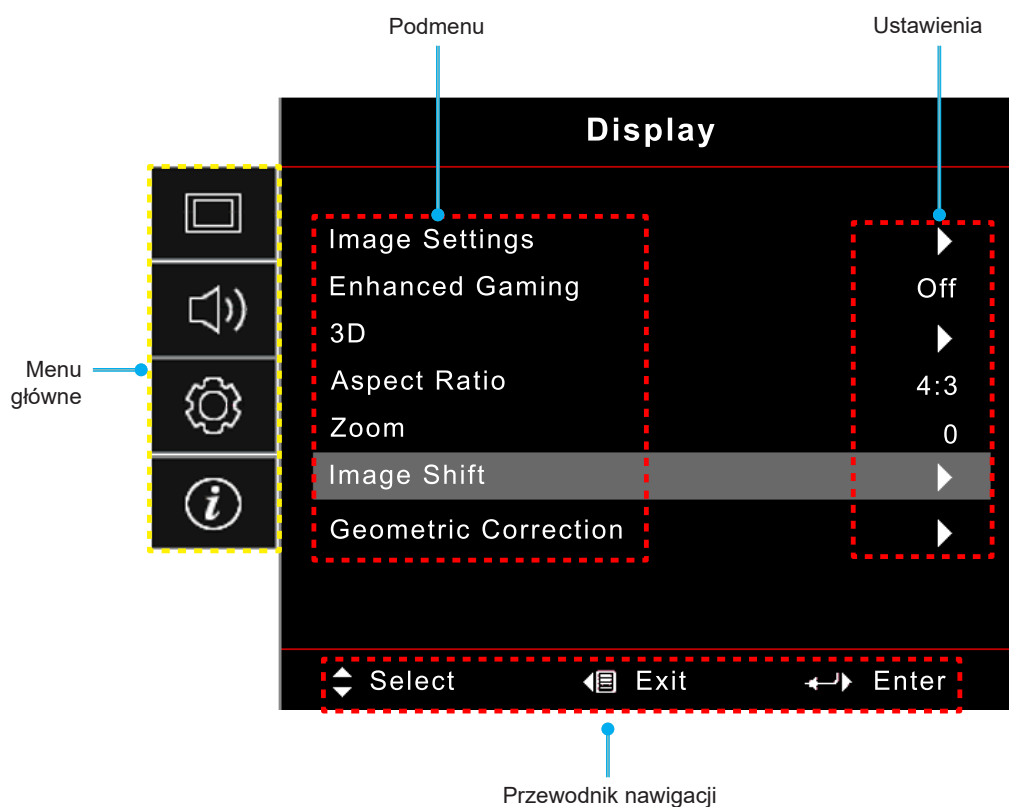 Podmenu
Ustawienia
Display
Image Settings
Enhanced Gaming
Off
3D
Aspect Ratio
4:3
Zoom
0
Image Shift
Geometric Correction
Menu
główne
Select
Exit
Enter
Przewodnik nawigacji